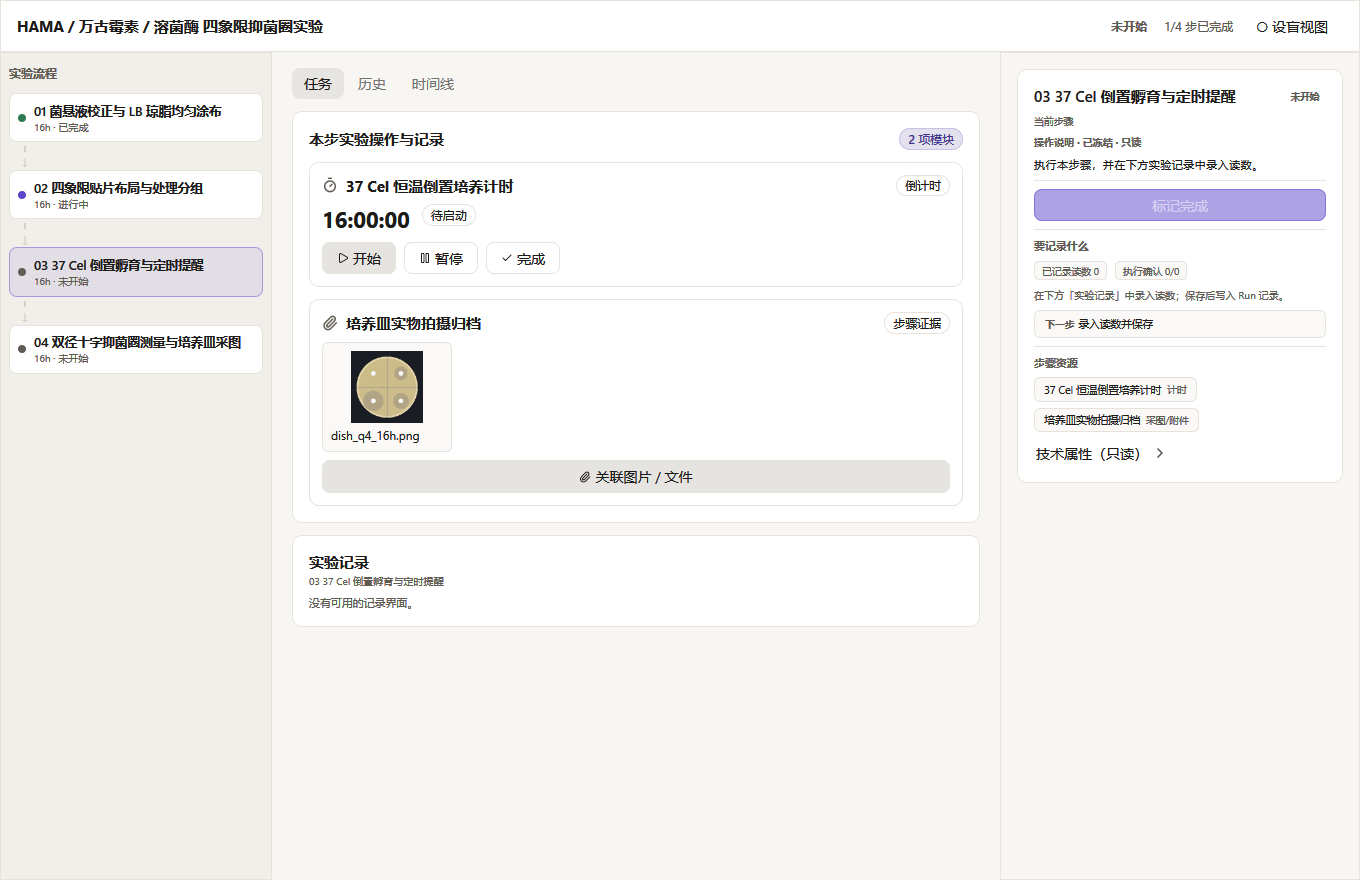 HAMA / 万古霉素 / 溶菌酶 四象限抑菌圈实验
未开始
1/4 步已完成
设盲视图
实验流程
01 菌悬液校正与 LB 琼脂均匀涂布
16h · 已完成
02 四象限贴片布局与处理分组
16h · 进行中
03 37 Cel 倒置孵育与定时提醒
16h · 未开始
04 双径十字抑菌圈测量与培养皿采图
16h · 未开始
任务
历史
时间线
本步实验操作与记录
2 项模块
37 Cel 恒温倒置培养计时
倒计时
16:00:00
待启动
开始
暂停
完成
培养皿实物拍摄归档
步骤证据
dish_q4_16h.png
关联图片 / 文件
实验记录
03 37 Cel 倒置孵育与定时提醒
没有可用的记录界面。
03 37 Cel 倒置孵育与定时提醒
未开始
当前步骤
操作说明 · 已冻结 · 只读
执行本步骤，并在下方实验记录中录入读数。
标记完成
要记录什么
已记录读数 0
执行确认 0/0
在下方「实验记录」中录入读数；保存后写入 Run 记录。
下一步 录入读数并保存
步骤资源
37 Cel 恒温倒置培养计时 计时
培养皿实物拍摄归档 采图/附件
技术属性（只读）